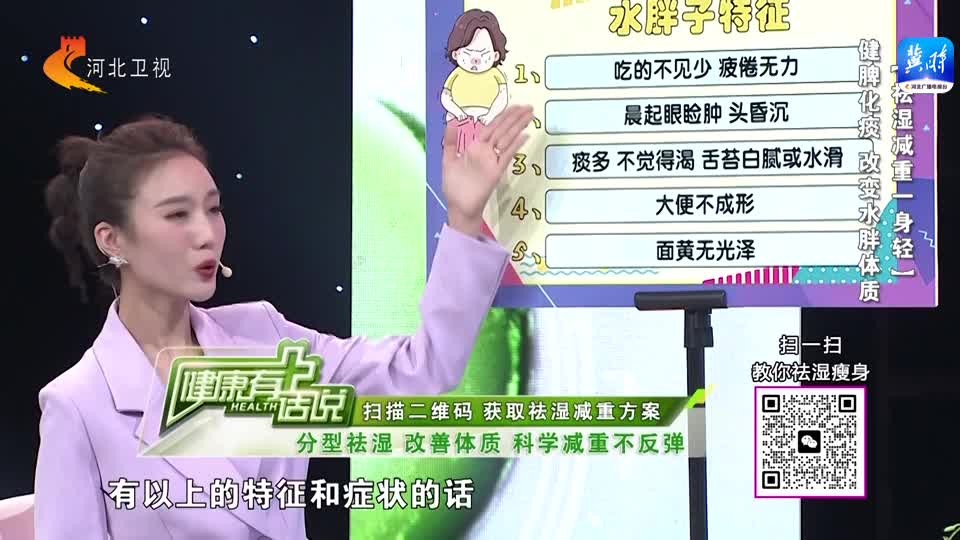 河北卫视
水胖子特征
1、 吃的不见少 疲倦无力
晨起眼睑肿 头昏沉
3、 痰多 不觉得渴 舌苔白腻或水滑
4、 大便不成形
5、 面黄无光泽
冀时
河北广播电视台
【祛湿减重一身轻】
健脾化痰 改变水胖体质
扫一扫
教你祛湿瘦身
健康有话说
HEALTH
扫描二维码 获取祛湿减重方案
分型祛湿 改善体质 科学减重不反弹
有以上的特征和症状的话